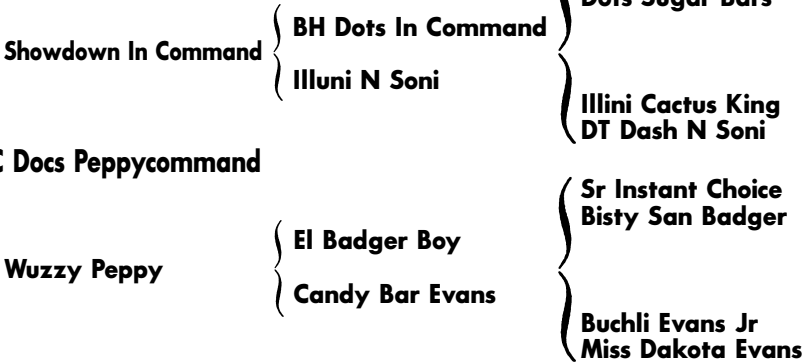 Dots Sugar Bars
BH Dots In Command
Showdown In Command
Illuni N Soni
Illini Cactus King
DT Dash N Soni
Docs Peppycommand
Sr Instant Choice
Bisty San Badger
El Badger Boy
Wuzzy Peppy
Candy Bar Evans
Buchli Evans Jr
Miss Dakota Evans